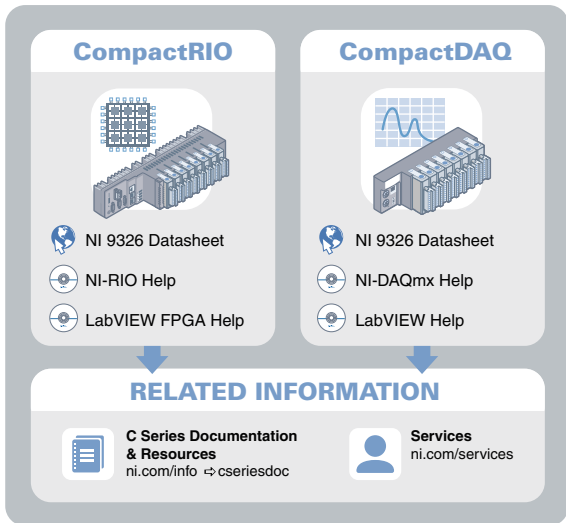 CompactRIO
NI 9326 Datasheet
NI-RIO Help
LabVIEW FPGA Help
CompactDAQ
NI 9326 Datasheet
NI-DAQmx Help
LabVIEW Help
RELATED INFORMATION
C Series Documentation
& Resources
ni.com/info ⇨ cseriesdoc
Services
ni.com/services